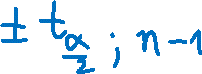 ± t_{α/2} ; n-1